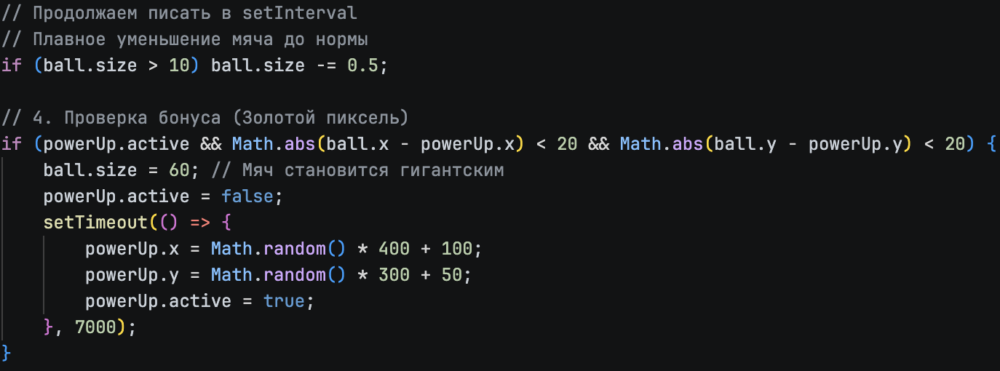 // Продолжаем писать в setInterval
// Плавное уменьшение мяча до нормы
if (ball.size > 10) ball.size -= 0.5;

// 4. Проверка бонуса (Золотой пиксель)
if (powerUp.active && Math.abs(ball.x - powerUp.x) < 20 && Math.abs(ball.y - powerUp.y) < 20) {
    ball.size = 60; // Мяч становится гигантским
    powerUp.active = false;
    setTimeout(() => {
        powerUp.x = Math.random() * 400 + 100;
        powerUp.y = Math.random() * 300 + 50;
        powerUp.active = true;
    }, 7000);
}